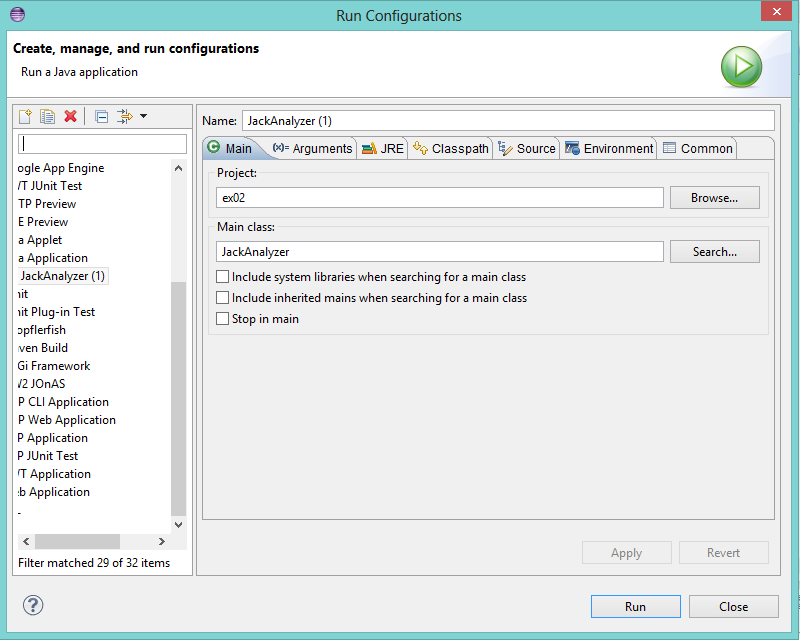 Run Configurations
Create, manage, and run configurations
Run a Java application
Name: JackAnalyzer (1)
Main (x)= Arguments JRE Classpath Source Environment Common
Project:
ex02
Browse...
Main class:
JackAnalyzer
Search...
Include system libraries when searching for a main class
Include inherited mains when searching for a main class
Stop in main
ogle App Engine
/T JUnit Test
TP Preview
E Preview
a Applet
a Application
JackAnalyzer (1)
nit
nit Plug-in Test
opflerfish
ven Build
Gi Framework
V2 JOnAS
P CLI Application
P Web Application
P Application
P JUnit Test
/T Application
b Application
Filter matched 29 of 32 items
Apply
Revert
?
Run
Close